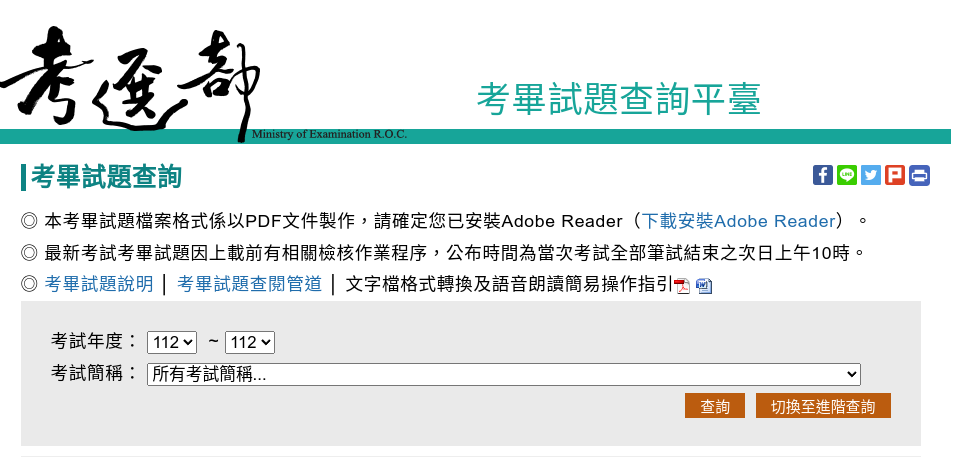 考選部
Ministry of Examination R.O.C.
考畢試題查詢平臺
考畢試題查詢
◎ 本考畢試題檔案格式係以PDF文件製作，請確定您已安裝Adobe Reader（下載安裝Adobe Reader）。
◎ 最新考試考畢試題因上載前有相關檢核作業程序，公布時間為當次考試全部筆試結束之次日上午10時。
◎ 考畢試題說明 │ 考畢試題查閱管道 │ 文字檔格式轉換及語音朗讀簡易操作指引
考試年度： 112 ~ 112
考試簡稱： 所有考試簡稱...
查詢 切換至進階查詢